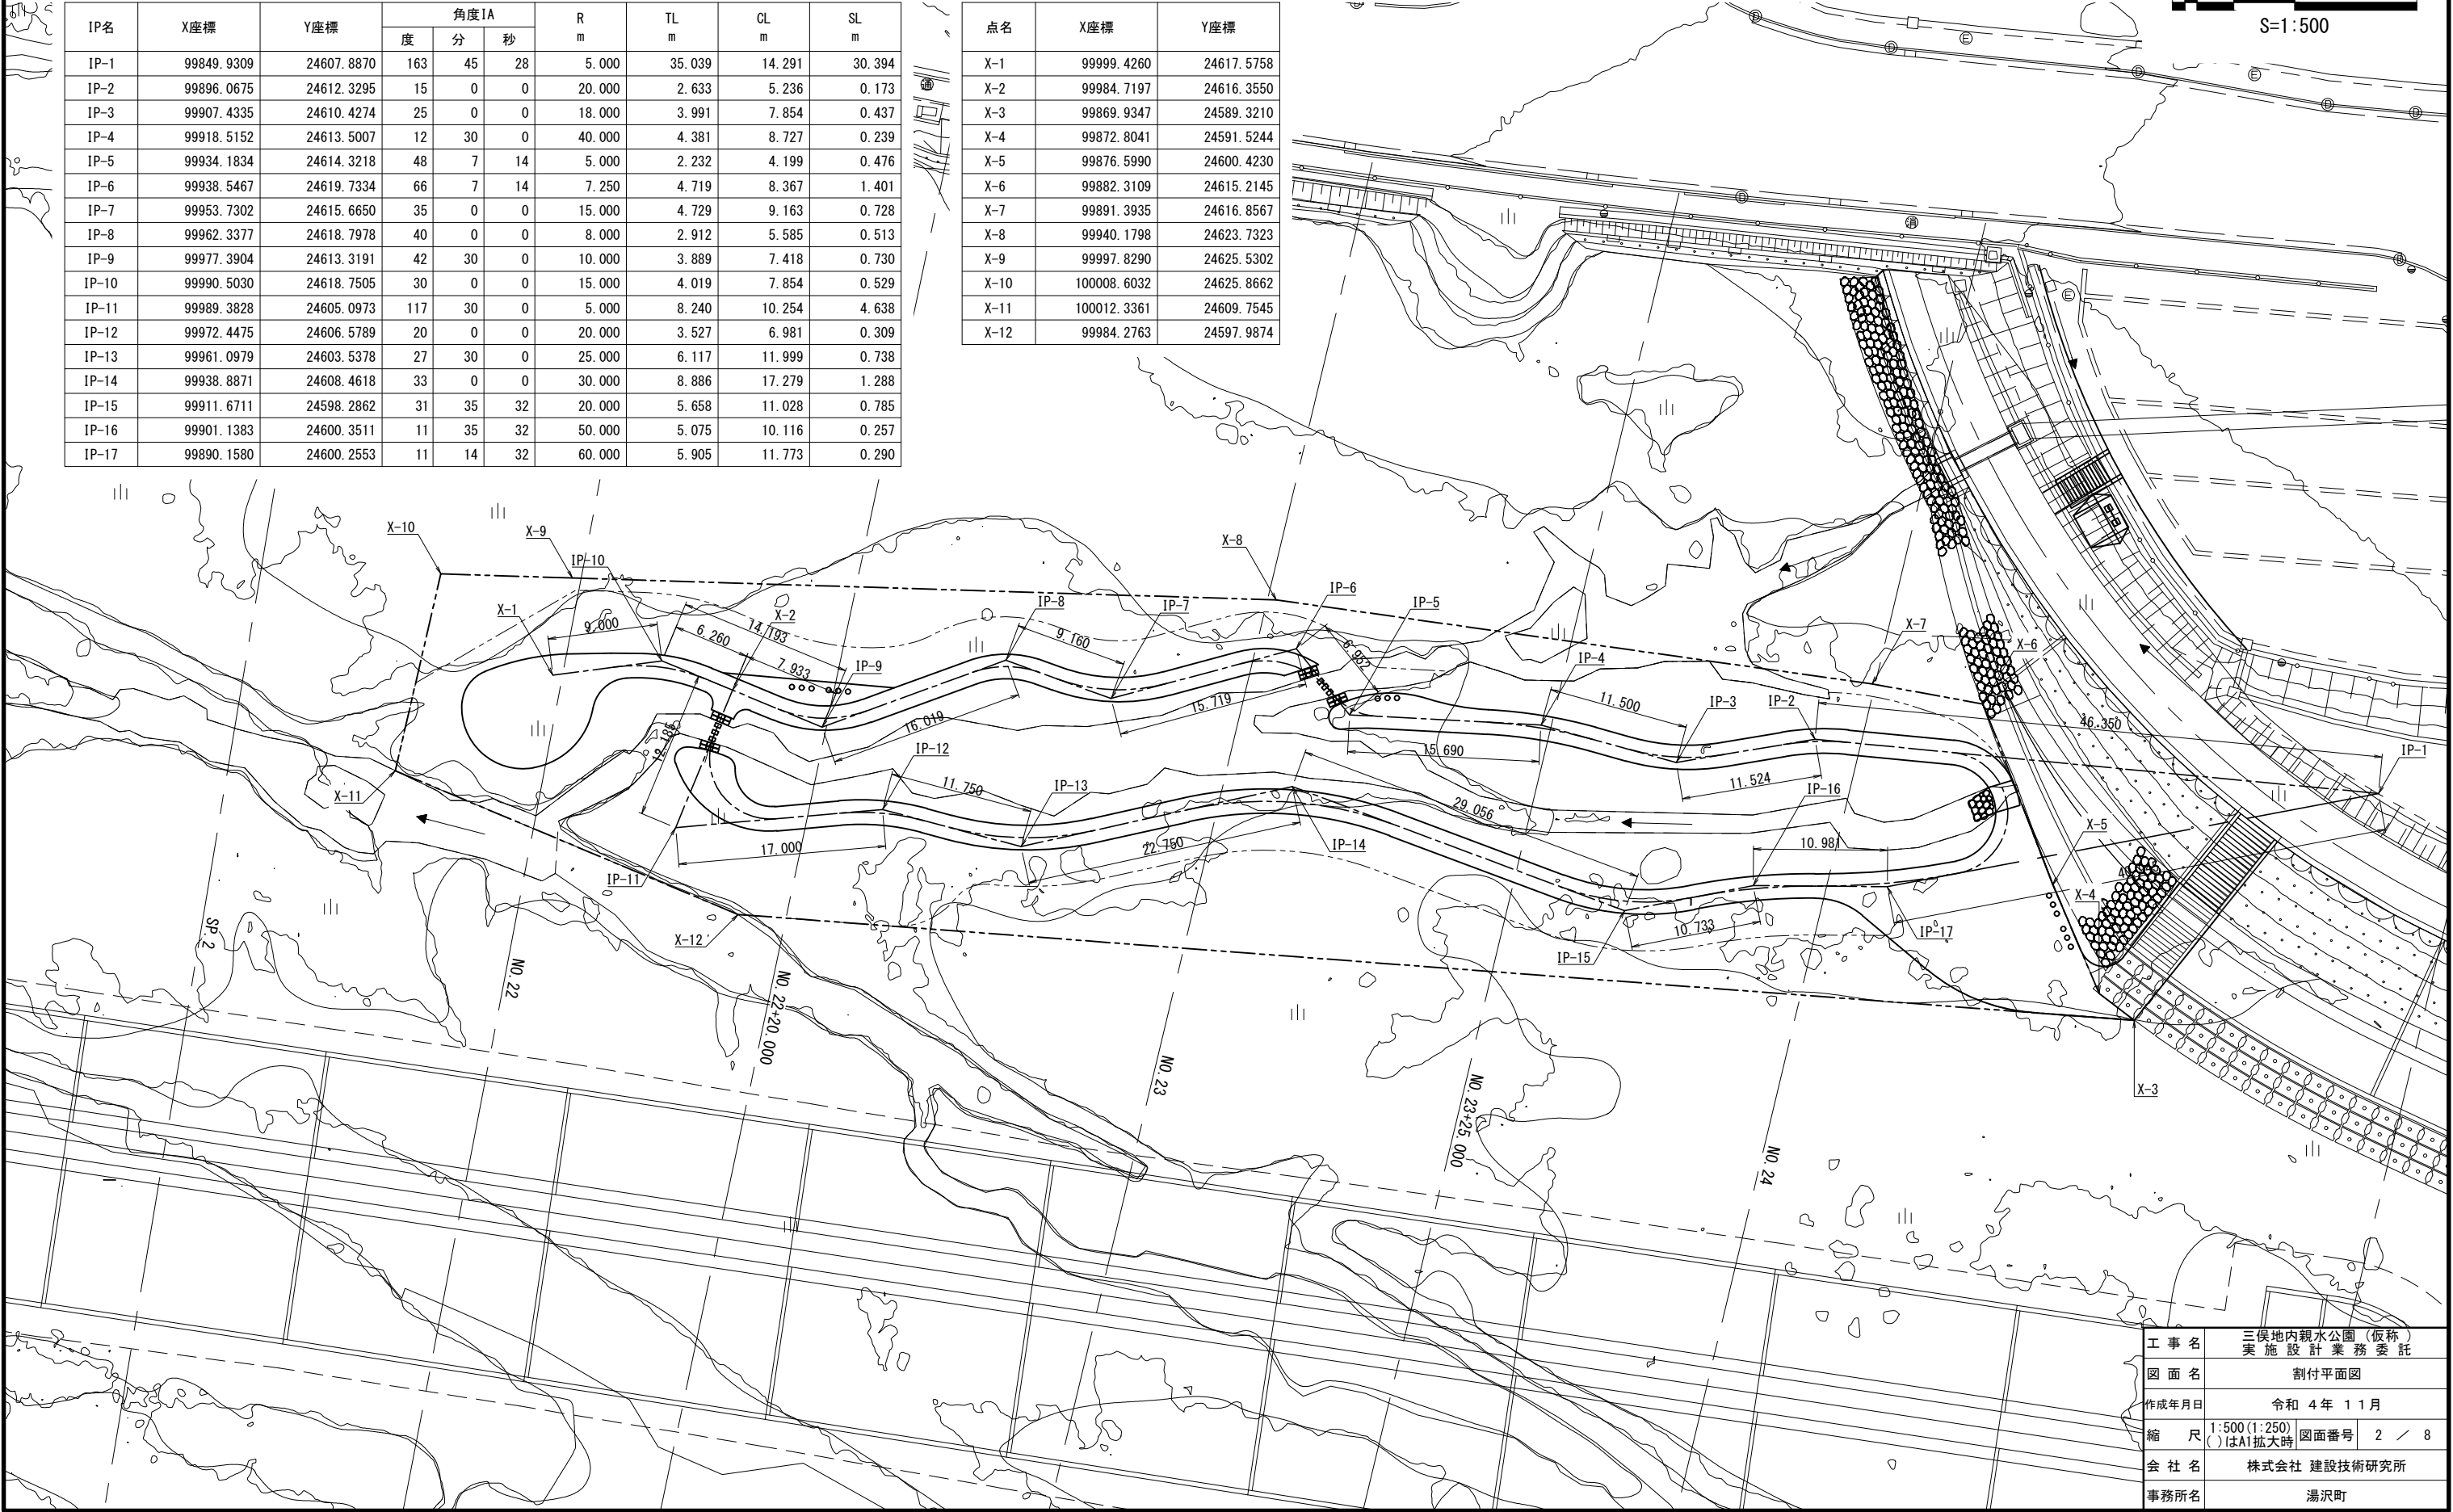 IP名 X座標 Y座標 角度IA R m TL m CL m SL m
度 分 秒
IP-1 99849.9309 24607.8870 163 45 28 5.000 35.039 14.291 30.394
IP-2 99896.0675 24612.3295 15 0 0 20.000 2.633 5.236 0.173
IP-3 99907.4335 24610.4274 25 0 0 18.000 3.991 7.854 0.437
IP-4 99918.5152 24613.5007 12 30 0 40.000 4.381 8.727 0.239
IP-5 99934.1834 24614.3218 48 7 14 5.000 2.232 4.199 0.476
IP-6 99938.5467 24619.7334 66 7 14 7.250 4.719 8.367 1.401
IP-7 99953.7302 24615.6650 35 0 0 15.000 4.729 9.163 0.728
IP-8 99962.3377 24618.7978 40 0 0 8.000 2.912 5.585 0.513
IP-9 99977.3904 24613.3191 42 30 0 10.000 3.889 7.418 0.730
IP-10 99990.5030 24618.7505 30 0 0 15.000 4.019 7.854 0.529
IP-11 99989.3828 24605.0973 117 30 0 5.000 8.240 10.254 4.638
IP-12 99972.4475 24606.5789 20 0 0 20.000 3.527 6.981 0.309
IP-13 99961.0979 24603.5378 27 30 0 25.000 6.117 11.999 0.738
IP-14 99938.8871 24608.4618 33 0 0 30.000 8.886 17.279 1.288
IP-15 99911.6711 24598.2862 31 35 32 20.000 5.658 11.028 0.785
IP-16 99901.1383 24600.3511 11 35 32 50.000 5.075 10.116 0.257
IP-17 99890.1580 24600.2553 11 14 32 60.000 5.905 11.773 0.290
点名 X座標 Y座標
X-1 99999.4260 24617.5758
X-2 99984.7197 24616.3550
X-3 99869.9347 24589.3210
X-4 99872.8041 24591.5244
X-5 99876.5990 24600.4230
X-6 99882.3109 24615.2145
X-7 99891.3935 24616.8567
X-8 99940.1798 24623.7323
X-9 99997.8290 24625.5302
X-10 100008.6032 24625.8662
X-11 100012.3361 24609.7545
X-12 99984.2763 24597.9874
S=1:500
X-10
X-9
IP-10
X-8
X-1
9.000
6.260
14.193
X-2
7.933
IP-9
IP-8
9.160
IP-7
IP-6
IP-5
6.952
IP-4
11.500
IP-3
IP-2
X-7
X-6
46.350
IP-1
16.019
15.719
15.690
11.524
IP-12
11.750
IP-13
29.056
IP-16
X-11
17.000
22.750
IP-14
10.981
X-5
X-4
IP-11
X-12
10.733
IP-17
IP-15
X-3
SP.2
NO.22
NO.22+20.000
NO.23
NO.23+25.000
NO.24
工事名 三俣地内親水公園（仮称）
実施設計業務委託
図面名 割付平面図
作成年月日 令和 4年 11月
縮尺 1:500(1:250)
( )はA1拡大時 図面番号 2 ／ 8
会社名 株式会社 建設技術研究所
事務所名 湯沢町